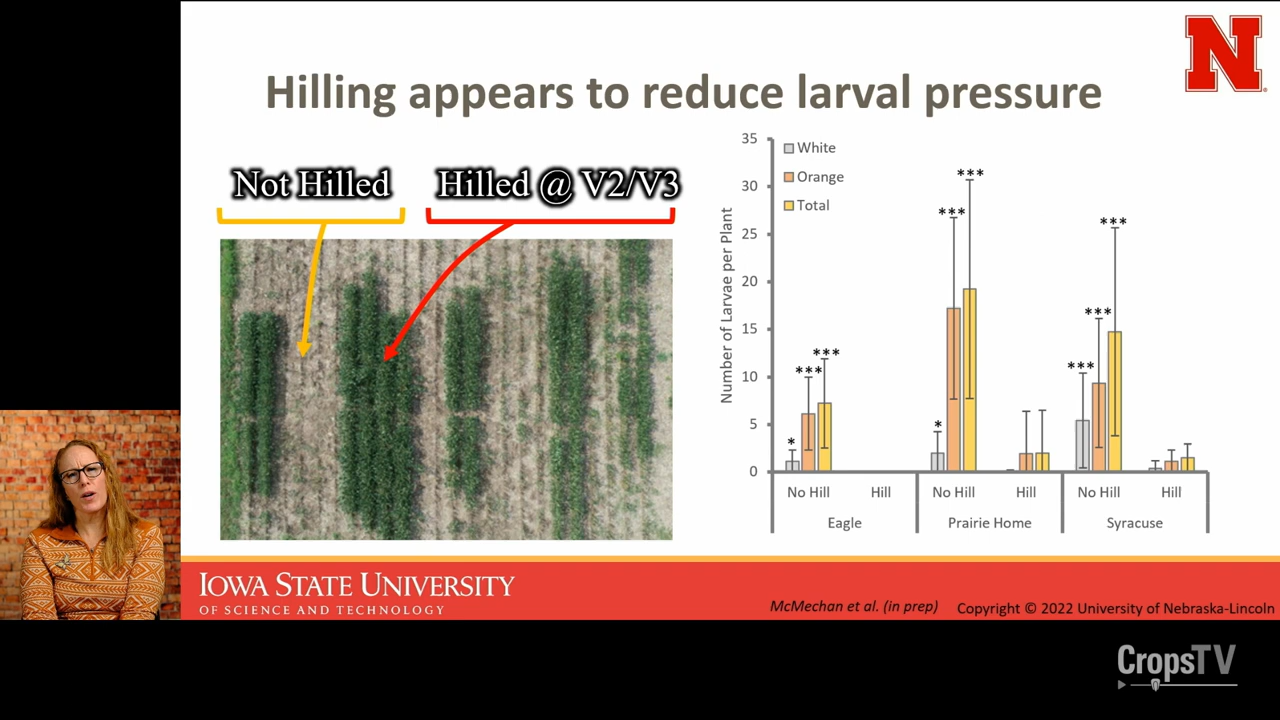 N
Hilling appears to reduce larval pressure
Not Hilled
Hilled @ V2/V3
35
30
25
20
15
10
5
0
Number of Larvae per Plant
White
Orange
Total
*
***
***
*
***
***
***
***
***
No Hill
Hill
No Hill
Hill
No Hill
Hill
Eagle
Prairie Home
Syracuse
IOWA STATE UNIVERSITY
OF SCIENCE AND TECHNOLOGY
McMechan et al. (in prep)
Copyright © 2022 University of Nebraska-Lincoln
CropsTV